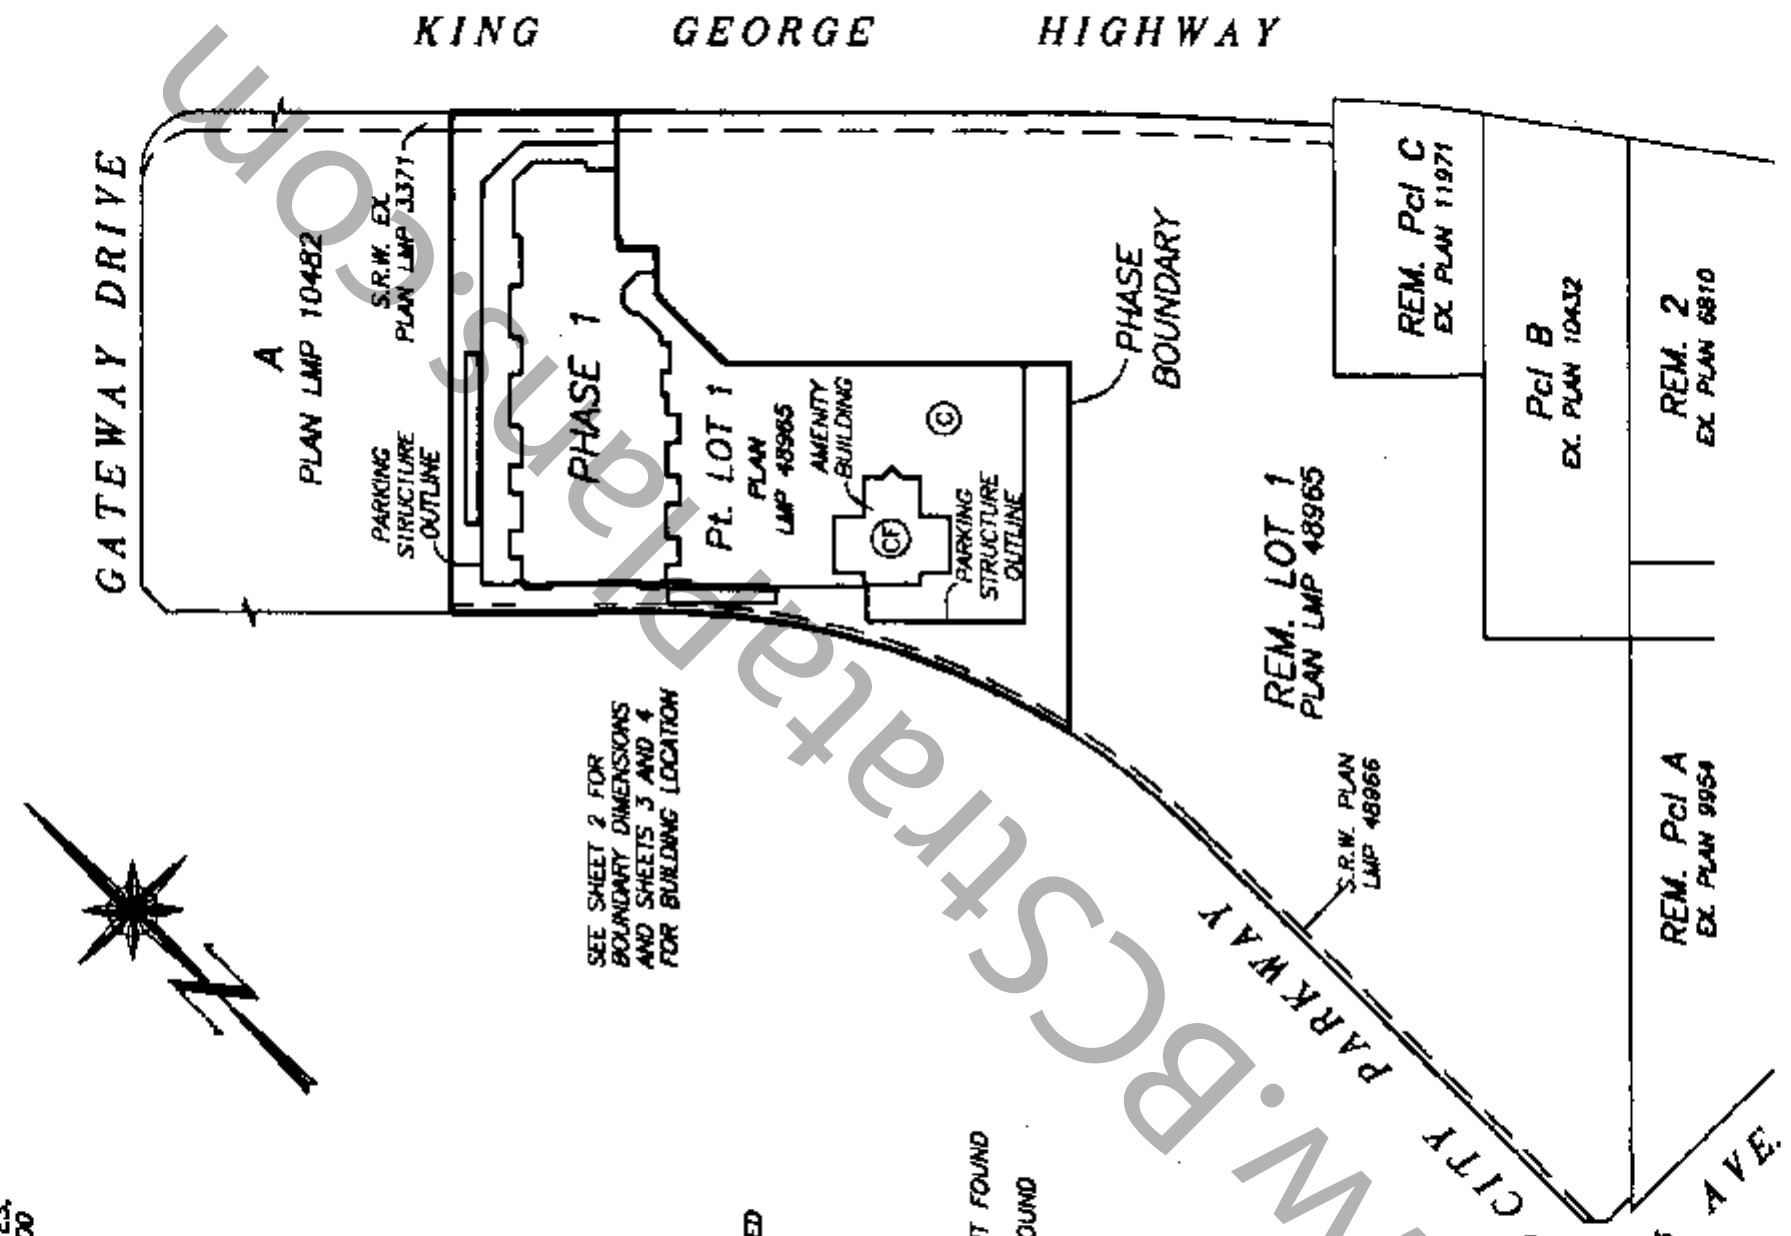 KING GEORGE HIGHWAY
GATEWAY DRIVE
A
PLAN LMP 10482
S.R.W. EX.
PLAN LMP 3371
PARKING
STRUCTURE
OUTLINE
PHASE 1
Pt. LOT 1
PLAN
LMP 48965
AMENITY
BUILDING
C
CF
PARKING
STRUCTURE
OUTLINE
PHASE
BOUNDARY
REM. Pcl C
EX. PLAN 11971
Pcl B
EX. PLAN 10432
REM. 2
EX. PLAN 6810
REM. LOT 1
PLAN LMP 48965
REM. Pcl A
EX. PLAN 9954
S.R.W. PLAN
LMP 48966
SEE SHEET 2 FOR
BOUNDARY DIMENSIONS
AND SHEETS 3 AND 4
FOR BUILDING LOCATION
CITY PARKWAY
AVE.
FOUND
w.BCStrataPlans.com